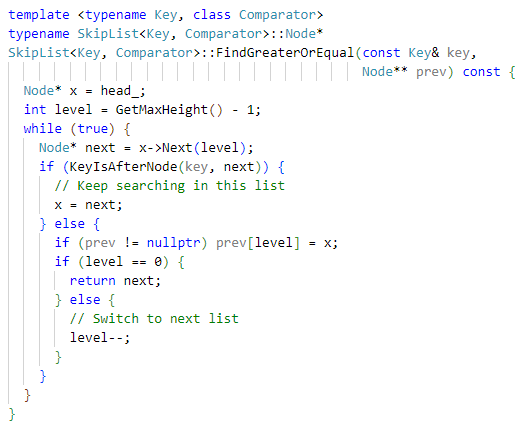 template <typename Key, class Comparator>
typename SkipList<Key, Comparator>::Node*
SkipList<Key, Comparator>::FindGreaterOrEqual(const Key& key,
                                              Node** prev) const {
  Node* x = head_;
  int level = GetMaxHeight() - 1;
  while (true) {
    Node* next = x->Next(level);
    if (KeyIsAfterNode(key, next)) {
      // Keep searching in this list
      x = next;
    } else {
      if (prev != nullptr) prev[level] = x;
      if (level == 0) {
        return next;
      } else {
        // Switch to next list
        level--;
      }
    }
  }
}